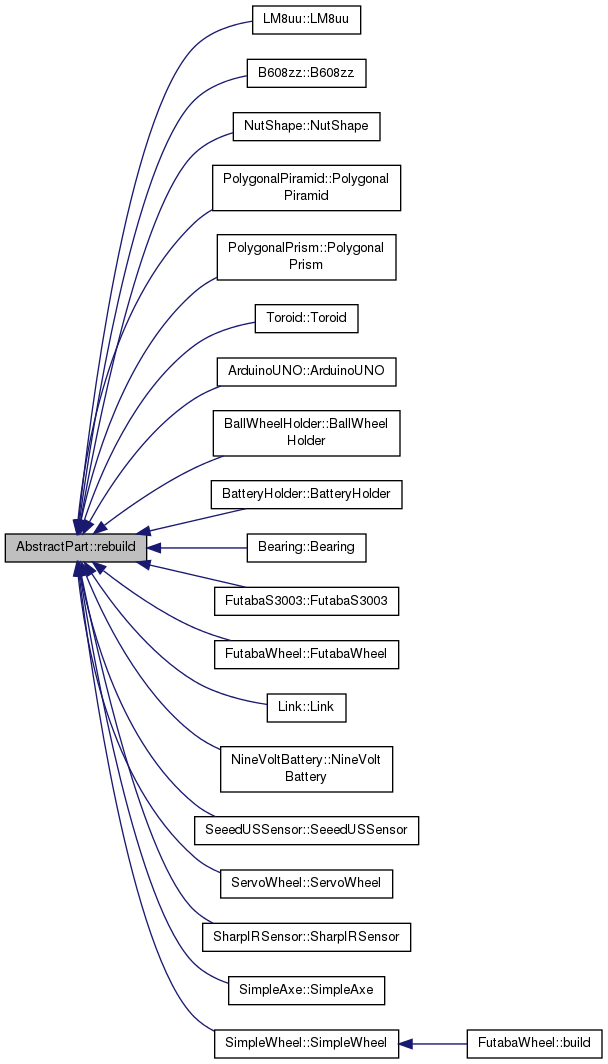 LM8uu::LM8uu
B608zz::B608zz
NutShape::NutShape
PolygonalPiramid::Polygonal
Piramid
PolygonalPrism::Polygonal
Prism
Toroid::Toroid
ArduinoUNO::ArduinoUNO
BallWheelHolder::BallWheel
Holder
BatteryHolder::BatteryHolder
AbstractPart::rebuild
Bearing::Bearing
FutabaS3003::FutabaS3003
FutabaWheel::FutabaWheel
Link::Link
NineVoltBattery::NineVolt
Battery
SeeedUSSensor::SeeedUSSensor
ServoWheel::ServoWheel
SharpIRSensor::SharpIRSensor
SimpleAxe::SimpleAxe
SimpleWheel::SimpleWheel
FutabaWheel::build